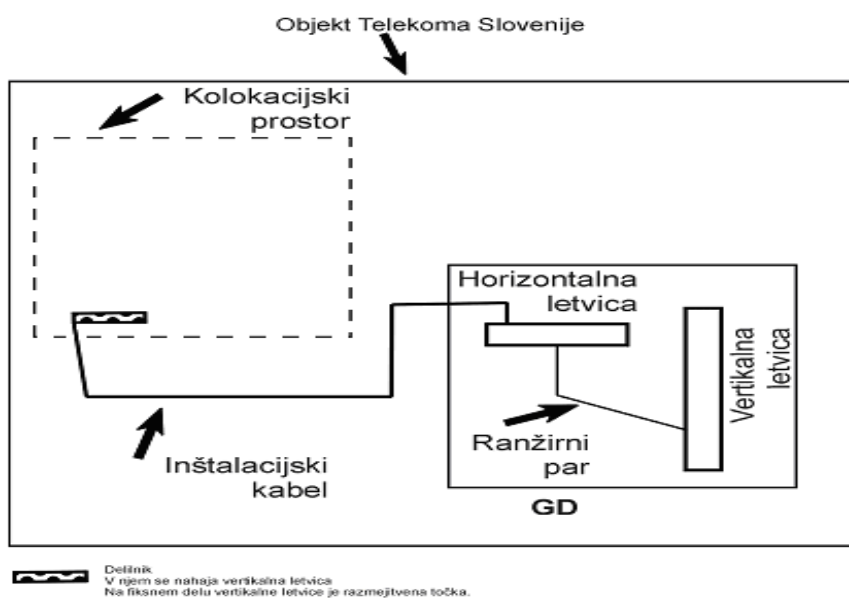 Objekt Telekoma Slovenije
Kolokacijski
prostor
Horizontalna
letvica
Vertikalna
letvica
Ranžirni
par
Inštalacijski
kabel
GD
Delilnik
V njem se nahaja vertikalna letvica
Na fiksnem delu vertikalne letvice je razmejitvena točka.